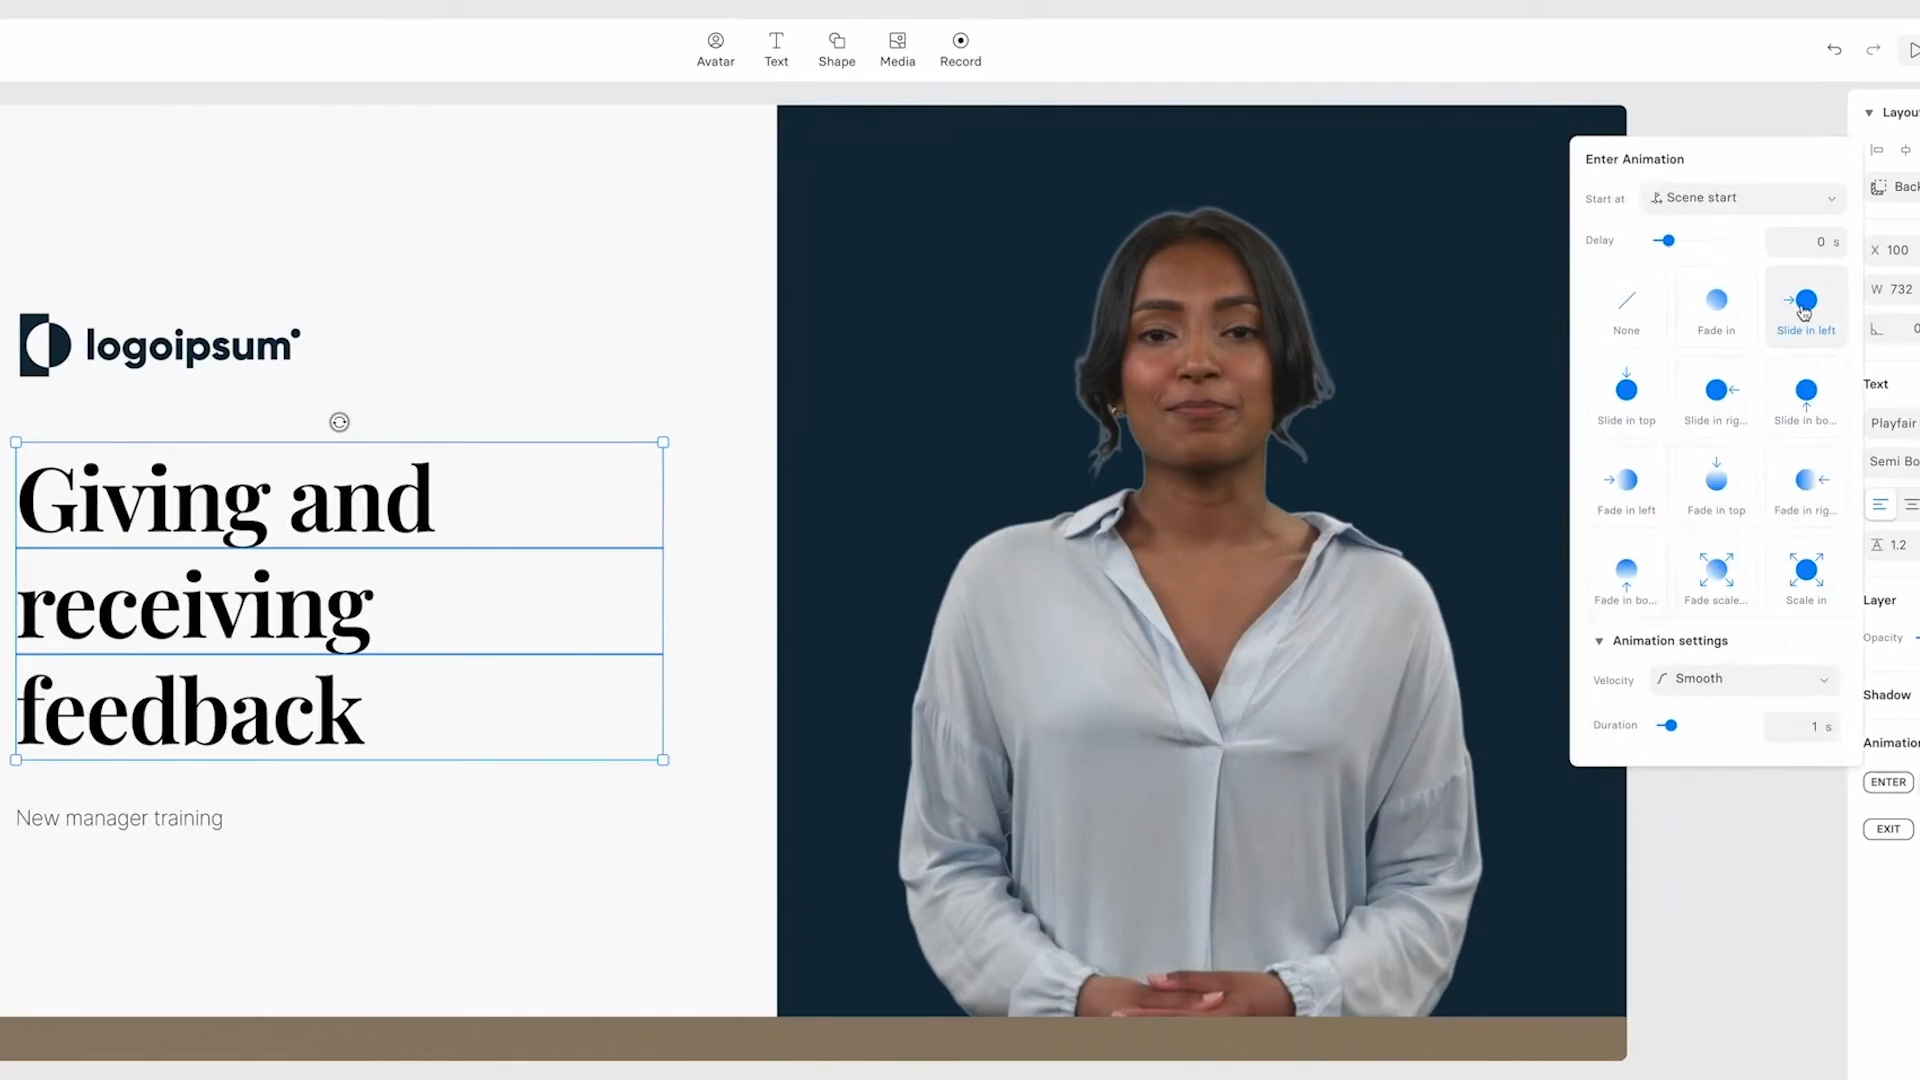 Avatar
Text
Shape
Media
Record
logoipsum
Giving and
receiving
feedback
New manager training
Enter Animation
Start at
Scene start
Delay
0 s
None
Fade in
Slide in left
Slide in top
Slide in rig...
Slide in bo...
Fade in left
Fade in top
Fade in rig...
Fade in bo...
Fade scale...
Scale in
Animation settings
Velocity
Smooth
Duration
1 s
Layou
Back
X 100
W 732
0
Text
Playfair
Semi Bo
1.2
Layer
Opacity
Shadow
Animation
ENTER
EXIT